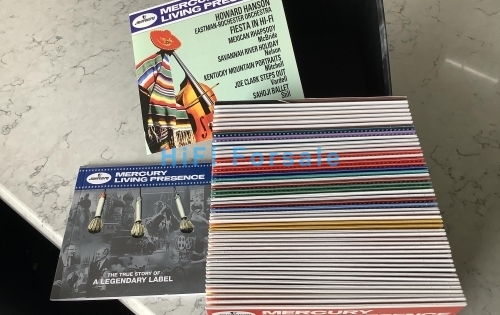 MERCURY
LIVING PRESENCE
HOWARD HANSON
EASTMAN-ROCHESTER ORCHESTRA
FIESTA IN HI-FI
MEXICAN RHAPSODY
McBride
SAVANNAH RIVER HOLIDAY
Nelson
KENTUCKY MOUNTAIN PORTRAITS
Mitchell
JOE CLARK STEPS OUT
Vardell
SAHDJI BALLET
Still
HiFi Forsale
MERCURY
LIVING PRESENCE
THE TRUE STORY OF
A LEGENDARY LABEL
MERCURY
PRESENCE